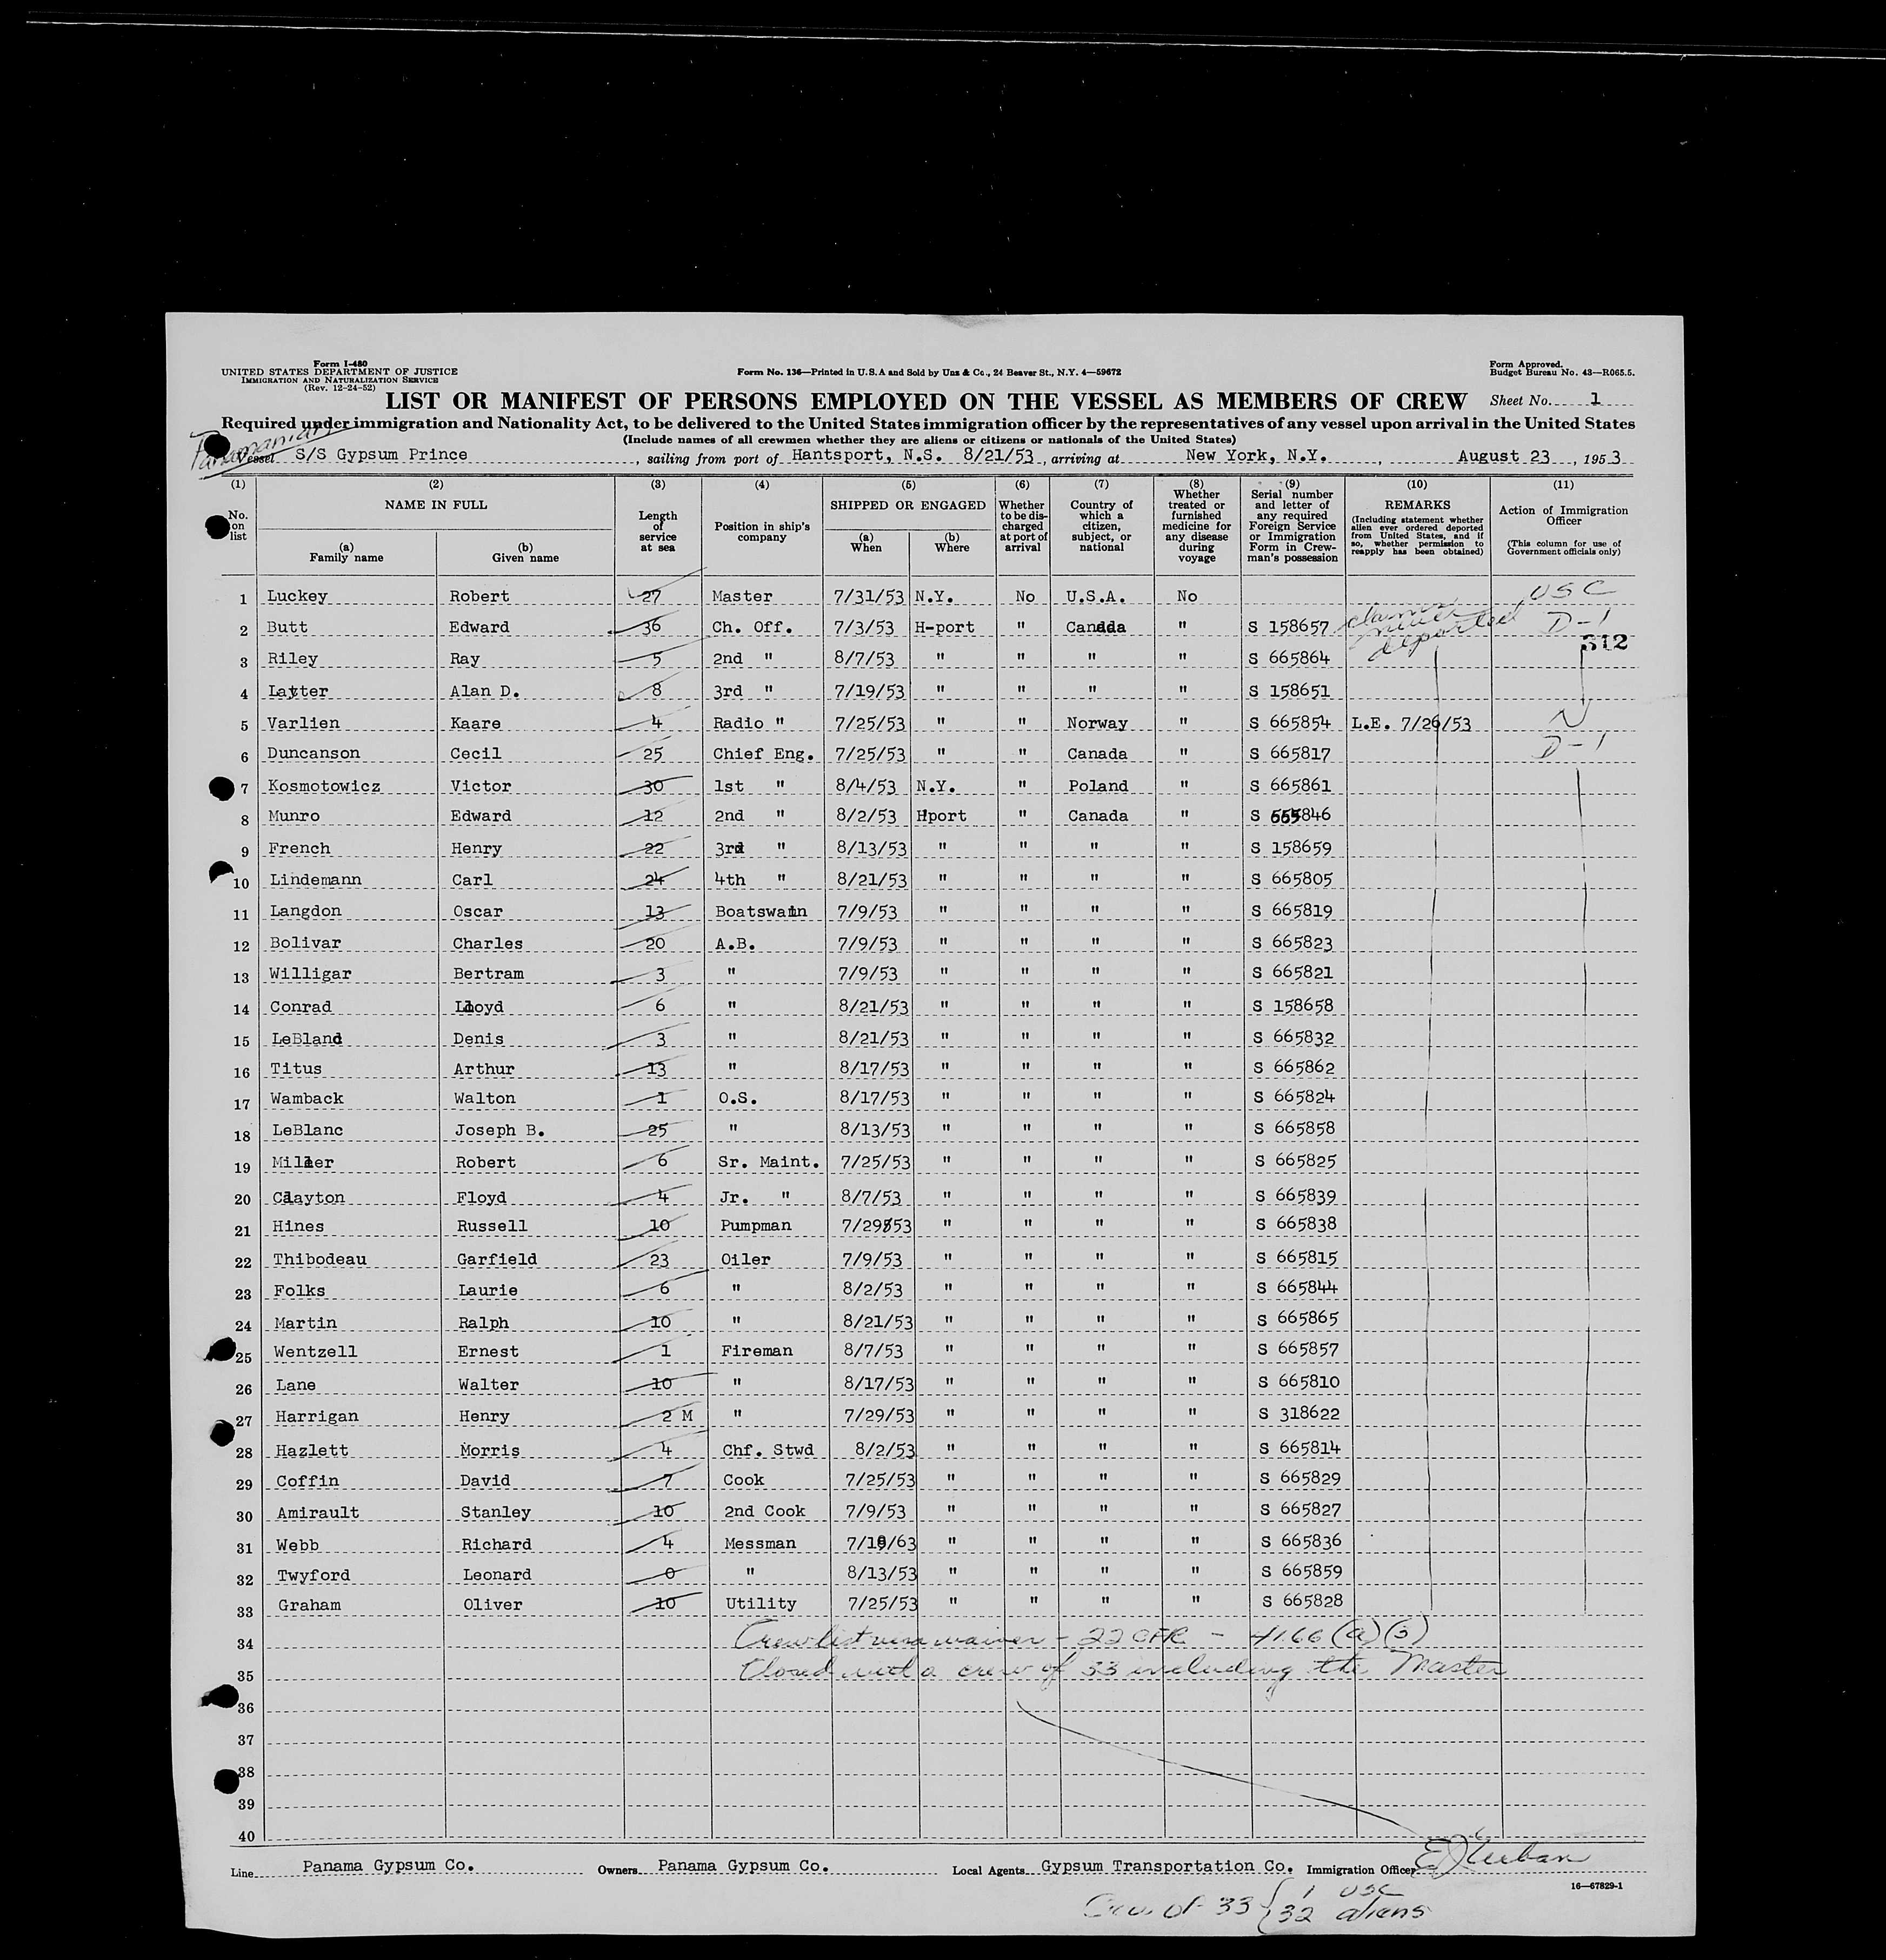 Form I-480
UNITED STATES DEPARTMENT OF JUSTICE
IMMIGRATION AND NATURALIZATION SERVICE
(Rev. 12-24-52)
Form No. 136—Printed in U.S.A and Sold by Unz & Co., 24 Beaver St., N.Y. 4—59672
Form Approved.
Budget Bureau No. 43—R065.5.
LIST OR MANIFEST OF PERSONS EMPLOYED ON THE VESSEL AS MEMBERS OF CREW Sheet No. 1
Required under immigration and Nationality Act, to be delivered to the United States immigration officer by the representatives of any vessel upon arrival in the United States
(Include names of all crewmen whether they are aliens or citizens or nationals of the United States)
Panamanian
Vessel S/S Gypsum Prince, sailing from port of Hantsport, N.S. 8/21/53, arriving at New York, N.Y., August 23, 1953
(1) (2) (3) (4) (5) (6) (7) (8) (9) (10) (11)
No. on list
NAME IN FULL
(a) Family name
(b) Given name
Length of service at sea
Position in ship's company
SHIPPED OR ENGAGED
(a) When
(b) Where
Whether to be discharged at port of arrival
Country of which a citizen, subject, or national
Whether treated or furnished medicine for any disease during voyage
Serial number and letter of any required Foreign Service or Immigration Form in Crewman's possession
REMARKS
(Including statement whether alien ever ordered deported from United States, and if so, whether permission to reapply has been obtained)
Action of Immigration Officer
(This column for use of Government officials only)
1 Luckey Robert 27 Master 7/31/53 N.Y. No U.S.A. No USC
2 Butt Edward 36 Ch. Off. 7/3/53 H-port " Canada " S 158657 claims never deported D-1
312
3 Riley Ray 5 2nd " 8/7/53 " " " " S 665864
4 Latter Alan D. 8 3rd " 7/19/53 " " " " S 158651
5 Varlien Kaare 4 Radio " 7/25/53 " " Norway " S 665854 L.E. 7/26/53
6 Duncanson Cecil 25 Chief Eng. 7/25/53 " " Canada " S 665817 D-1
7 Kosmotowicz Victor 30 1st " 8/4/53 N.Y. " Poland " S 665861
8 Munro Edward 12 2nd " 8/2/53 Hport " Canada " S 665846
9 French Henry 22 3rd " 8/13/53 " " " " S 158659
10 Lindemann Carl 24 4th " 8/21/53 " " " " S 665805
11 Langdon Oscar 13 Boatswain 7/9/53 " " " " S 665819
12 Bolivar Charles 20 A.B. 7/9/53 " " " " S 665823
13 Willigar Bertram 3 " 7/9/53 " " " " S 665821
14 Conrad Lloyd 6 " 8/21/53 " " " " S 158658
15 LeBland Denis 3 " 8/21/53 " " " " S 665832
16 Titus Arthur 13 " 8/17/53 " " " " S 665862
17 Wamback Walton 1 O.S. 8/17/53 " " " " S 665824
18 LeBlanc Joseph B. 25 " 8/13/53 " " " " S 665858
19 Miller Robert 6 Sr. Maint. 7/25/53 " " " " S 665825
20 Clayton Floyd 4 Jr. " 8/7/53 " " " " S 665839
21 Hines Russell 10 Pumpman 7/29/53 " " " " S 665838
22 Thibodeau Garfield 23 Oiler 7/9/53 " " " " S 665815
23 Folks Laurie 6 " 8/2/53 " " " " S 665844
24 Martin Ralph 10 " 8/21/53 " " " " S 665865
25 Wentzell Ernest 1 Fireman 8/7/53 " " " " S 665857
26 Lane Walter 10 " 8/17/53 " " " " S 665810
27 Harrigan Henry 2 M " 7/29/53 " " " " S 318622
28 Hazlett Morris 4 Chf. Stwd 8/2/53 " " " " S 665814
29 Coffin David 7 Cook 7/25/53 " " " " S 665829
30 Amirault Stanley 10 2nd Cook 7/9/53 " " " " S 665827
31 Webb Richard 4 Messman 7/19/63 " " " " S 665836
32 Twyford Leonard 0 " 8/13/53 " " " " S 665859
33 Graham Oliver 10 Utility 7/25/53 " " " " S 665828
34 Crew list visa waiver - 22 CFR - 41.66 (a) (3)
35 Closed with a crew of 33 including the Master
36
37
38
39
40
Line Panama Gypsum Co. Owners Panama Gypsum Co. Local Agents Gypsum Transportation Co. Immigration Officer
16—67829-1
Crew of 33 { 1 USC
32 aliens